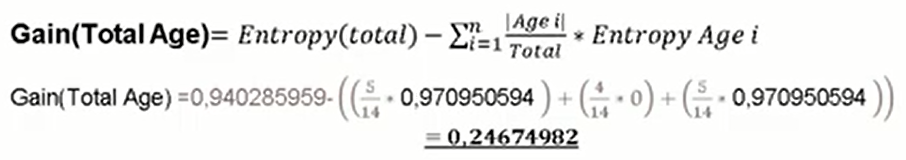 Gain(Total Age)= Entropy(total) − ∑ⁿᵢ₌₁ |Age i|/Total * Entropy Age i
Gain(Total Age) =0,940285959-((5/14 * 0,970950594 ) + (4/14 * 0) + (5/14 * 0,970950594 ))
= 0,24674982